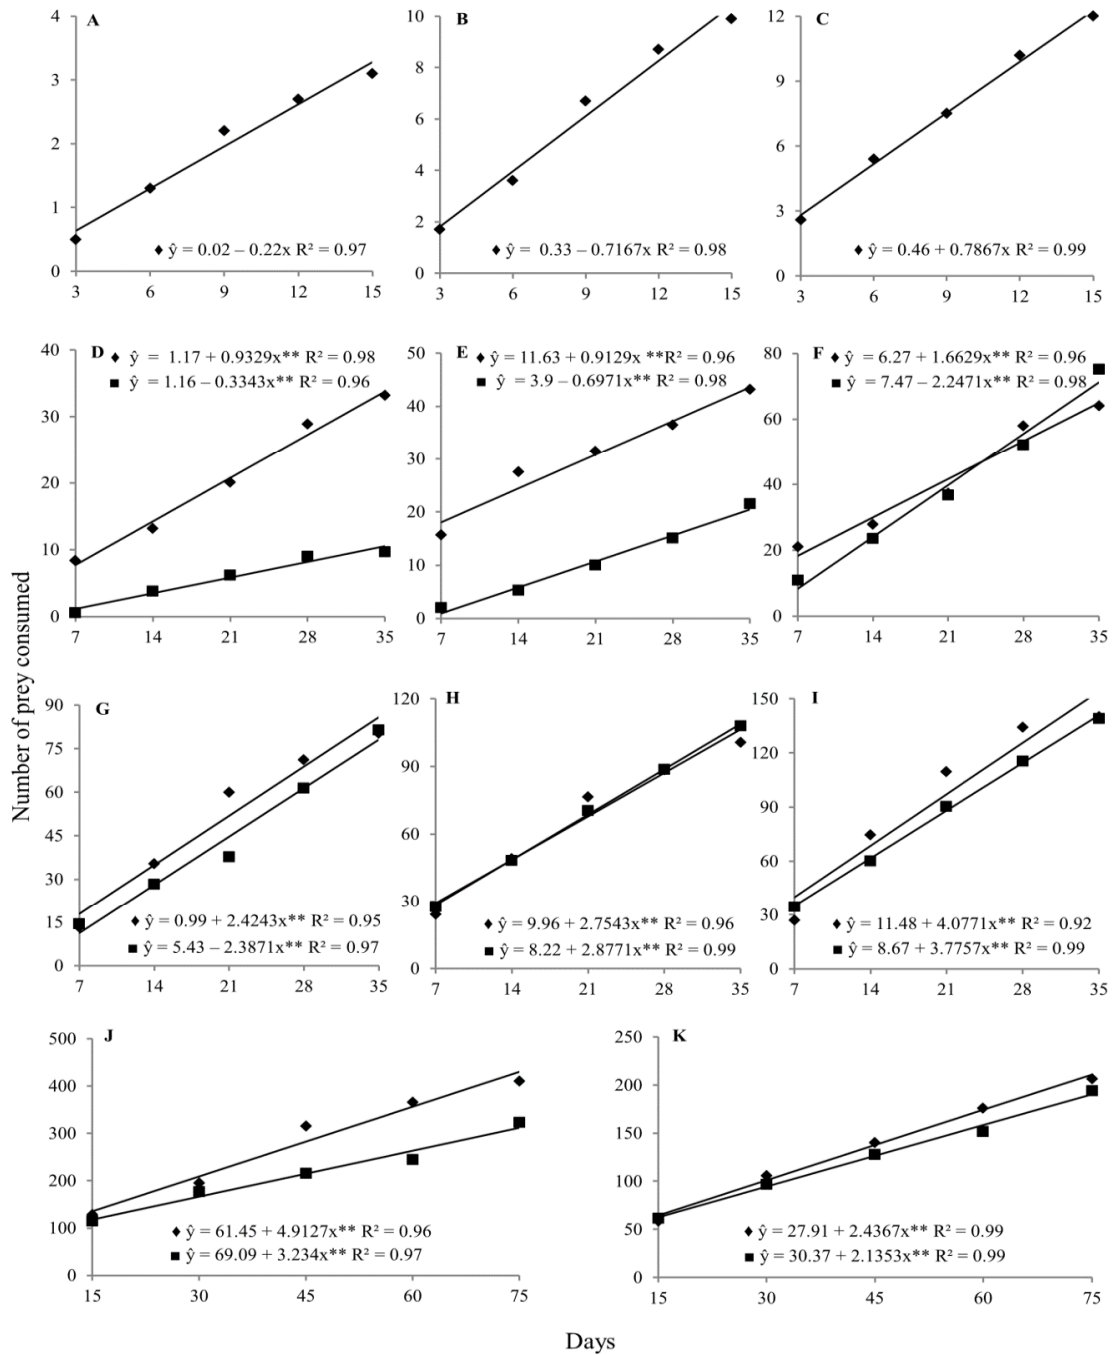 A
4
3
2
1
0
3 6 9 12 15
ŷ = 0.02 – 0.22x R² = 0.97
B
10
8
6
4
2
0
3 6 9 12 15
ŷ = 0.33 – 0.7167x R² = 0.98
C
12
9
6
3
0
3 6 9 12 15
ŷ = 0.46 + 0.7867x R² = 0.99
D
ŷ = 1.17 + 0.9329x** R² = 0.98
ŷ = 1.16 – 0.3343x** R² = 0.96
40
30
20
10
0
7 14 21 28 35
E
ŷ = 11.63 + 0.9129x **R² = 0.96
ŷ = 3.9 – 0.6971x** R² = 0.98
50
40
30
20
10
0
7 14 21 28 35
F
ŷ = 6.27 + 1.6629x** R² = 0.96
ŷ = 7.47 – 2.2471x** R² = 0.98
80
60
40
20
0
7 14 21 28 35
Number of prey consumed
G
90
75
60
45
30
15
0
7 14 21 28 35
ŷ = 0.99 + 2.4243x** R² = 0.95
ŷ = 5.43 – 2.3871x** R² = 0.97
H
120
90
60
30
0
7 14 21 28 35
ŷ = 9.96 + 2.7543x** R² = 0.96
ŷ = 8.22 + 2.8771x** R² = 0.99
I
150
120
90
60
30
0
7 14 21 28 35
ŷ = 11.48 + 4.0771x** R² = 0.92
ŷ = 8.67 + 3.7757x** R² = 0.99
J
500
400
300
200
100
0
15 30 45 60 75
ŷ = 61.45 + 4.9127x** R² = 0.96
ŷ = 69.09 + 3.234x** R² = 0.97
K
250
200
150
100
50
0
15 30 45 60 75
ŷ = 27.91 + 2.4367x** R² = 0.99
ŷ = 30.37 + 2.1353x** R² = 0.99
Days